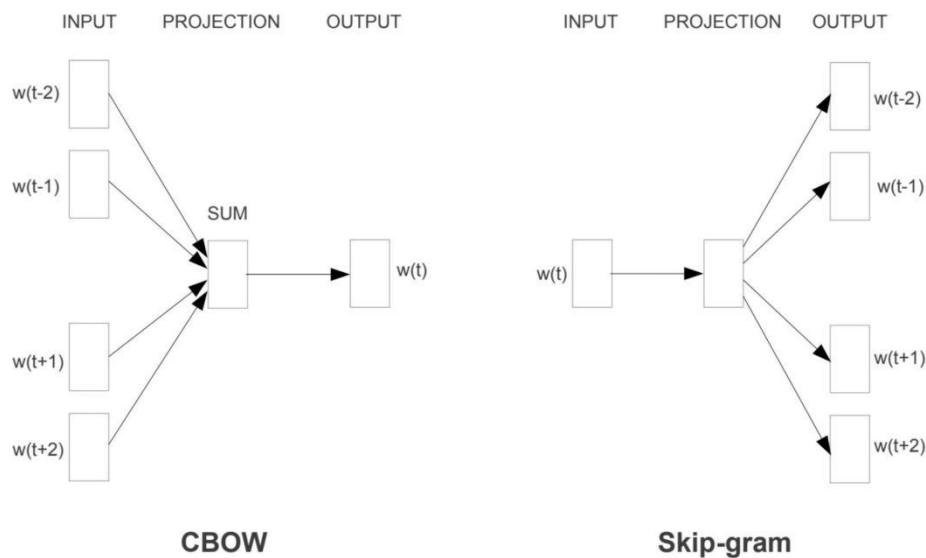 INPUT PROJECTION OUTPUT
w(t-2)
w(t-1)
SUM
w(t)
w(t+1)
w(t+2)
CBOW
INPUT PROJECTION OUTPUT
w(t-2)
w(t-1)
w(t)
w(t+1)
w(t+2)
Skip-gram